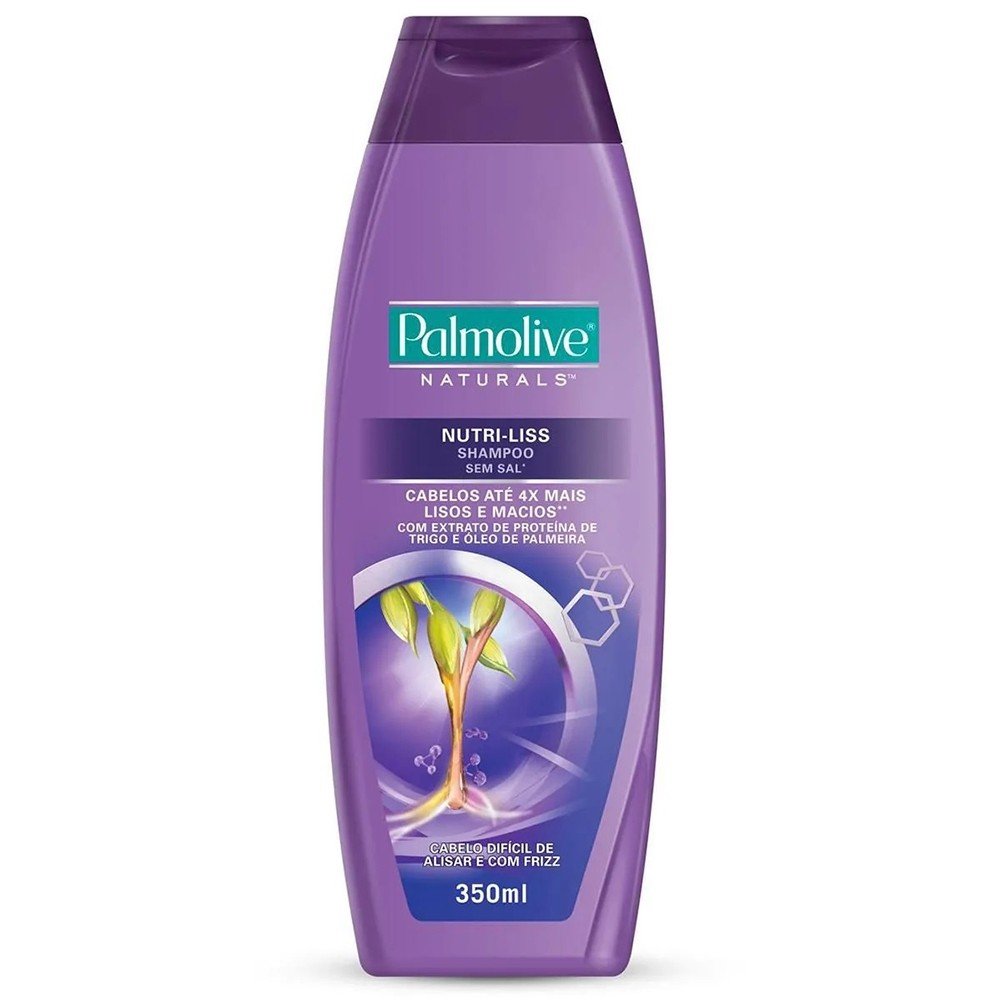 Palmolive®
NATURALS™
NUTRI-LISS
SHAMPOO
SEM SAL*
CABELOS ATÉ 4X MAIS
LISOS E MACIOS**
COM EXTRATO DE PROTEÍNA DE
TRIGO E ÓLEO DE PALMEIRA
CABELO DIFÍCIL DE
ALISAR E COM FRIZZ
350ml